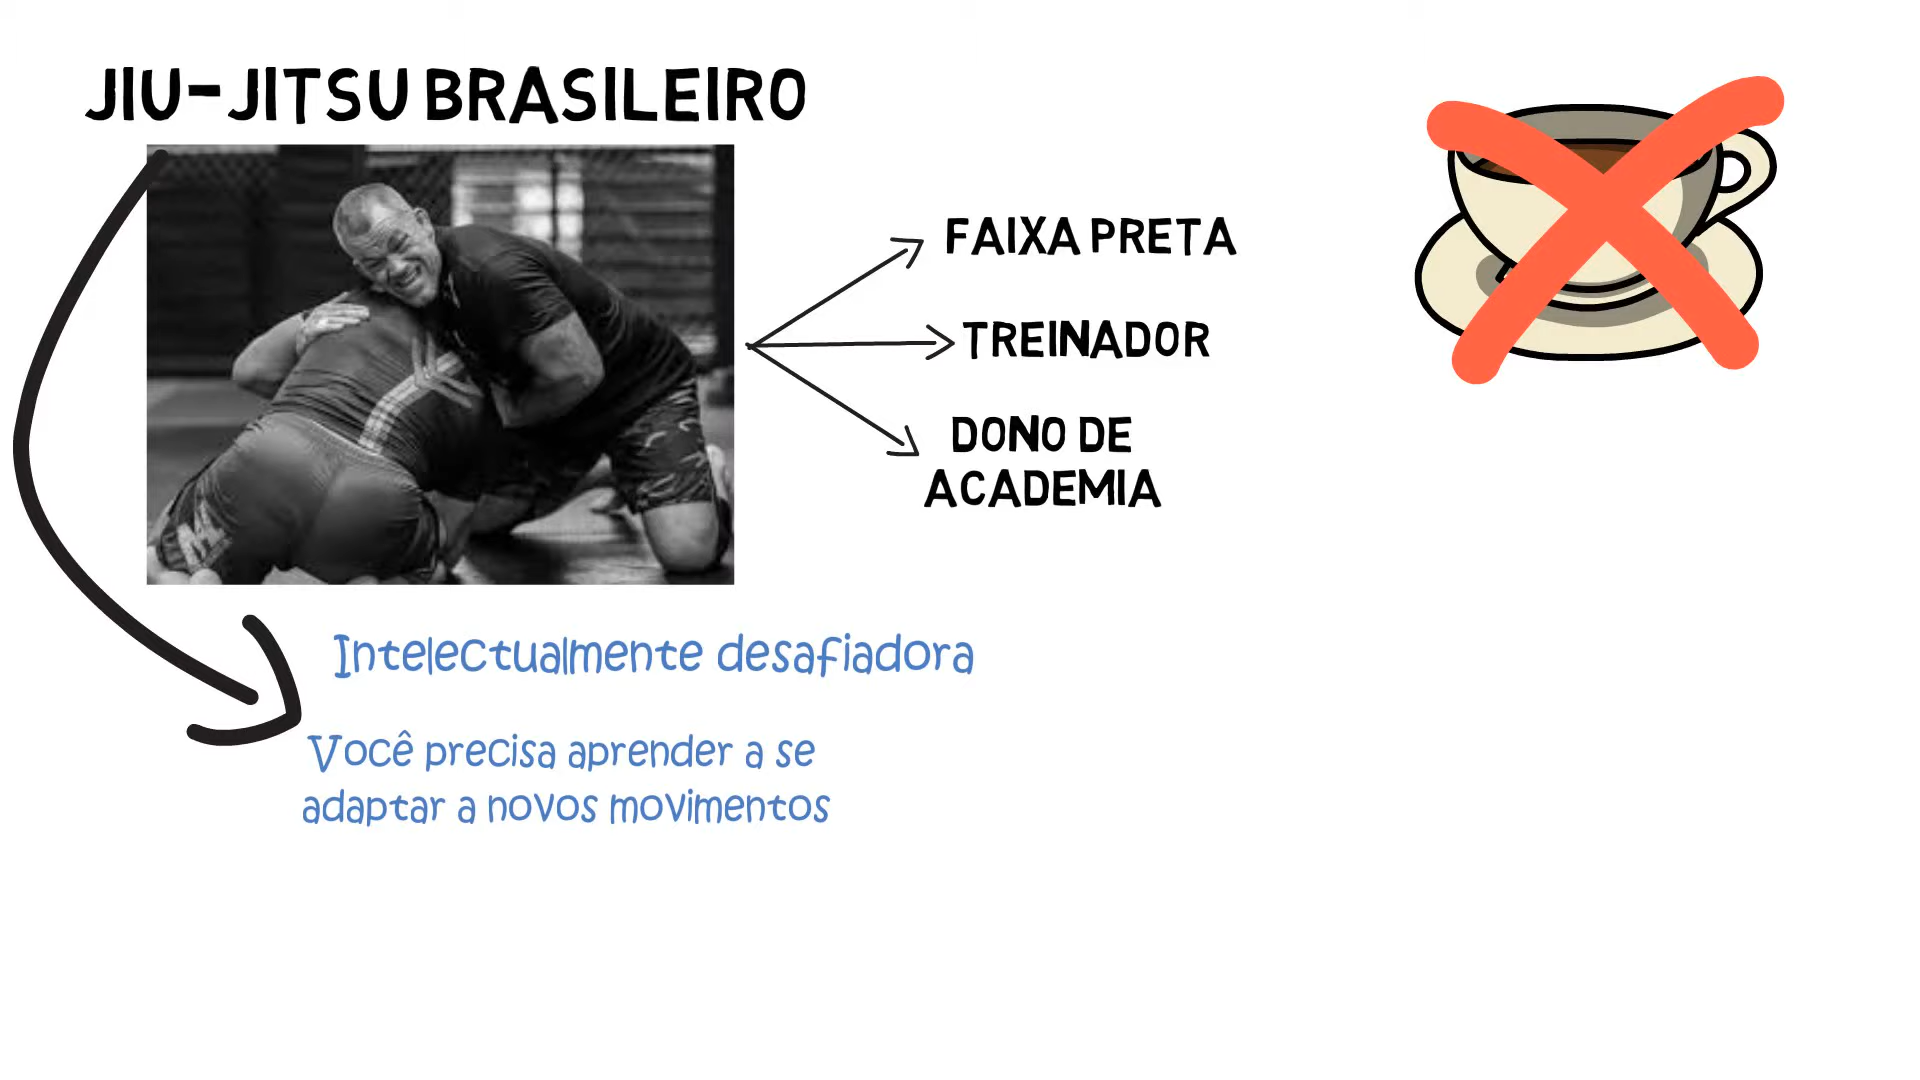 JIU-JITSU BRASILEIRO
FAIXA PRETA
TREINADOR
DONO DE
ACADEMIA
Intelectualmente desafiadora
Você precisa aprender a se
adaptar a novos movimentos